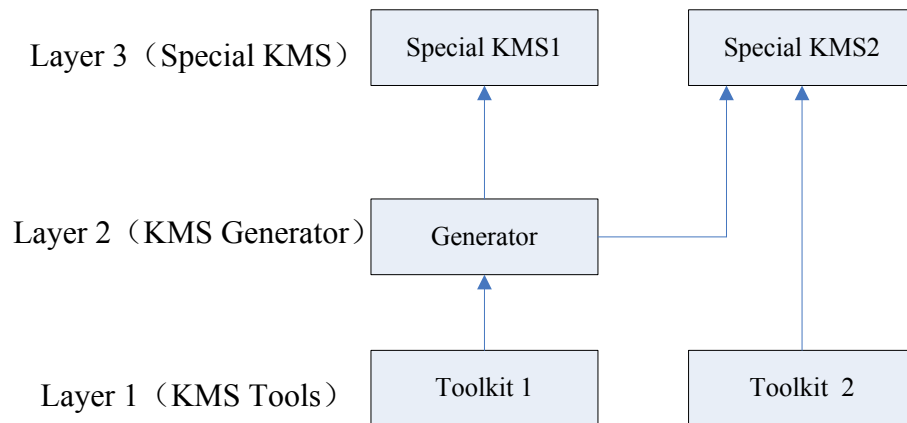 Layer 3（Special KMS）
Special KMS1
Special KMS2
Layer 2（KMS Generator）
Generator
Layer 1（KMS Tools）
Toolkit 1
Toolkit  2